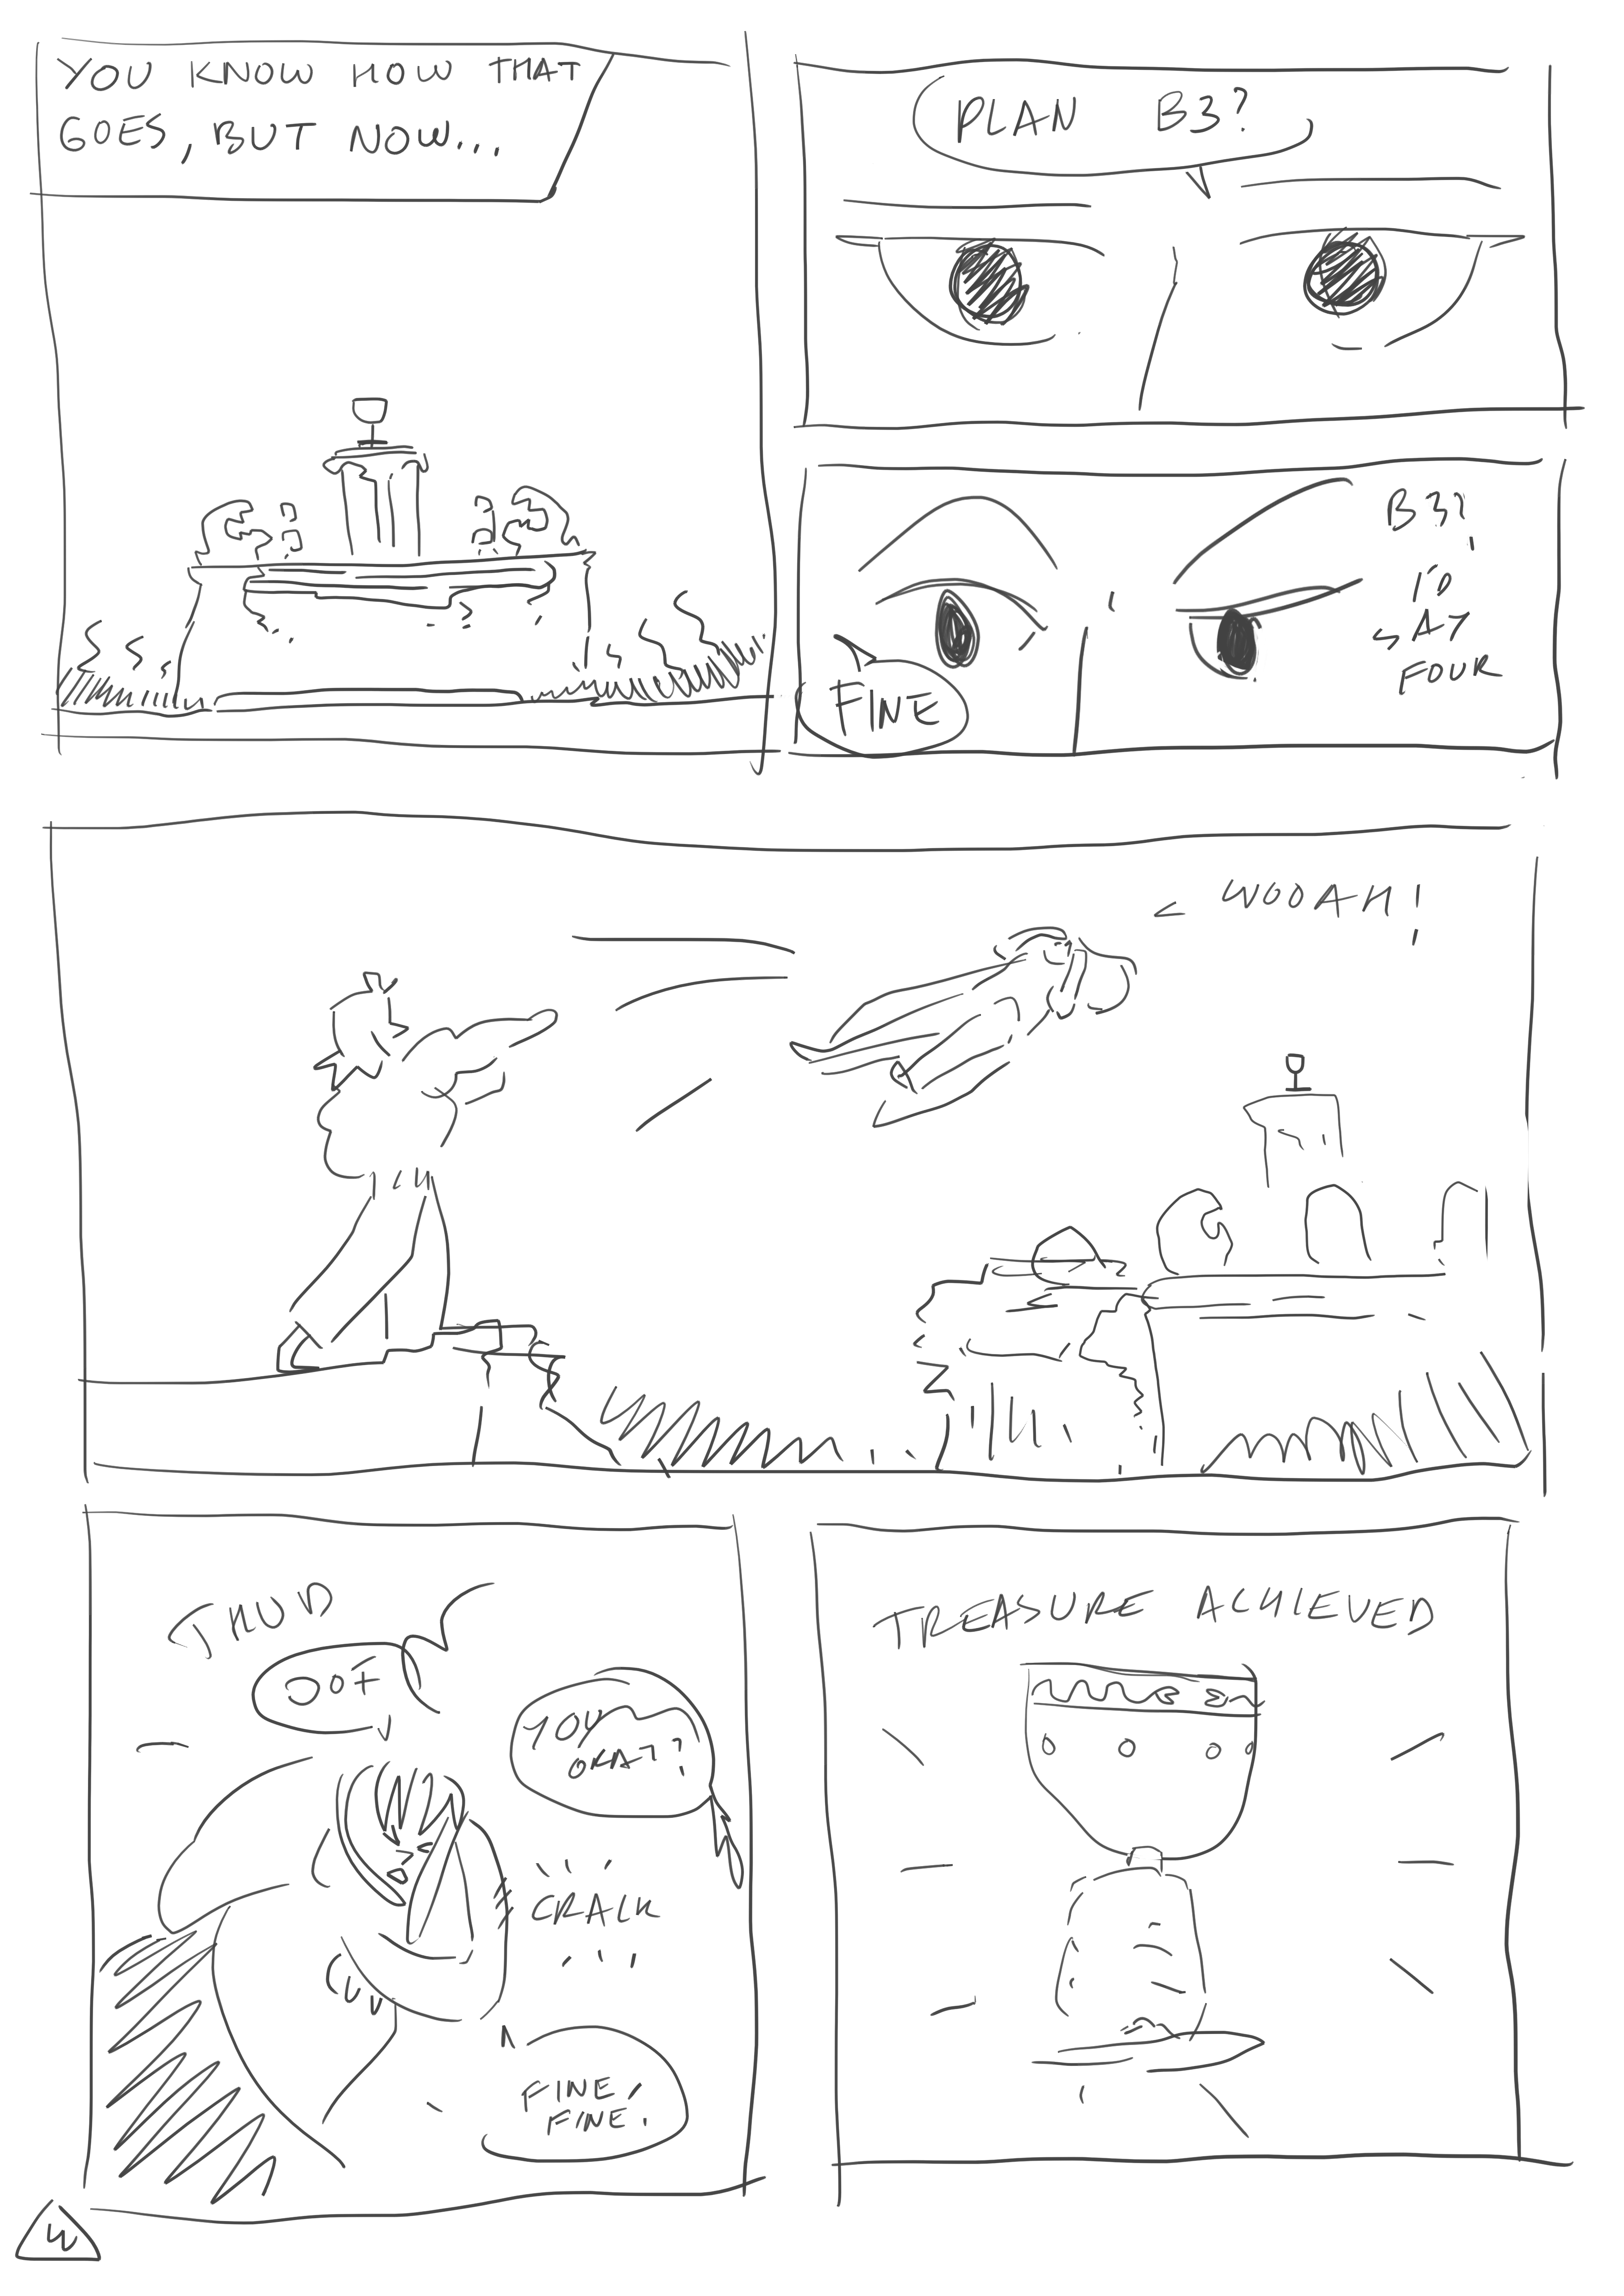 YOU KNOW HOW THAT
GOES, BUT NOW...
PLAN B3?
B3?
I'D
SAY
FOUR
FINE
WOOAH!
THUD
OOF
YOU
OKAY?
CRACK
FINE,
FINE.
TREASURE ACHIEVED